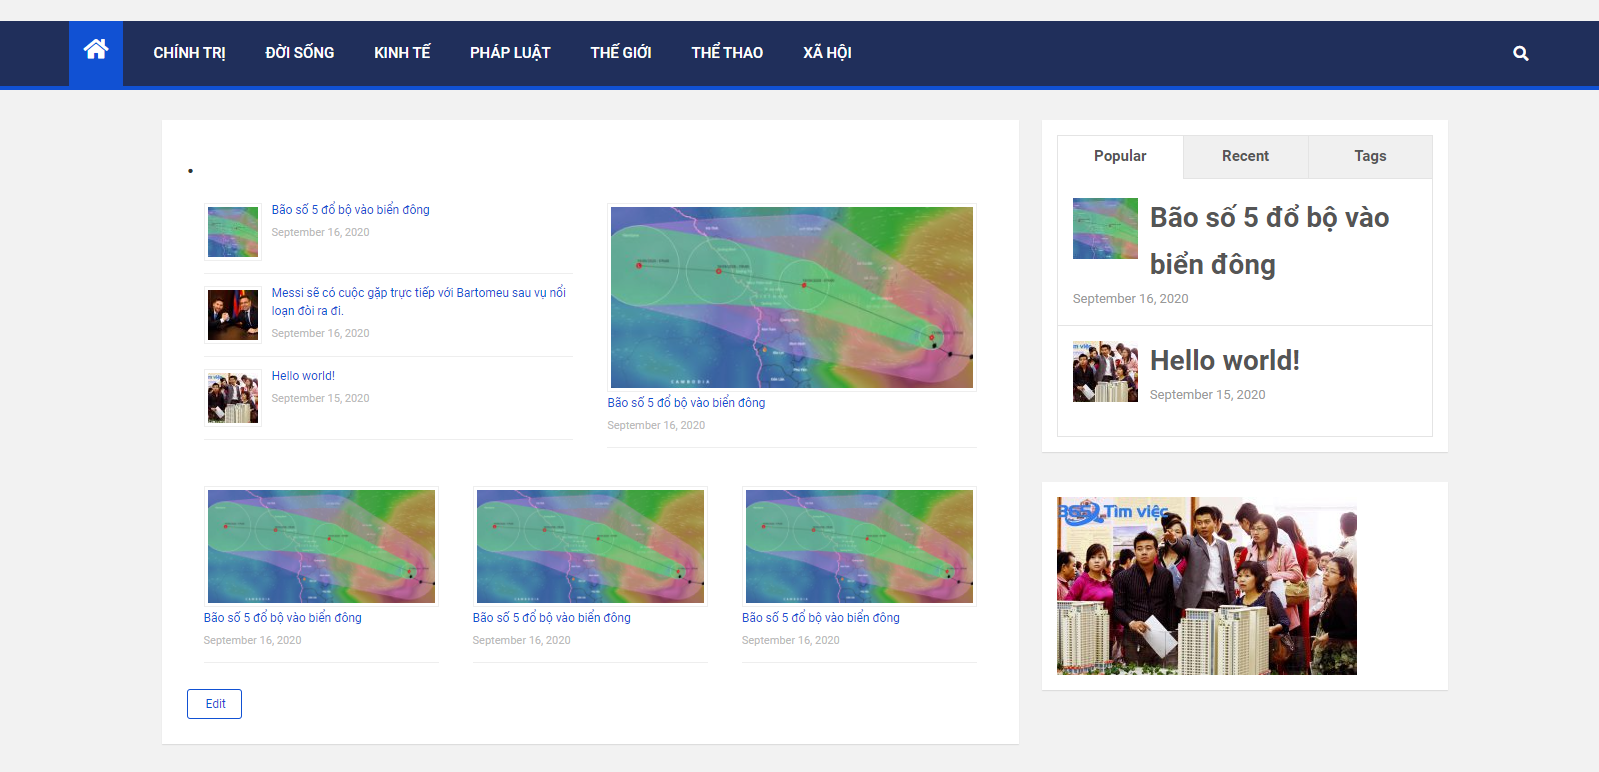 CHÍNH TRỊ ĐỜI SỐNG KINH TẾ PHÁP LUẬT THẾ GIỚI THỂ THAO XÃ HỘI
Bão số 5 đổ bộ vào biển đông
September 16, 2020
Messi sẽ có cuộc gặp trực tiếp với Bartomeu sau vụ nổi
loạn đòi ra đi.
September 16, 2020
Hello world!
September 15, 2020
CAMBODIA
Bão số 5 đổ bộ vào biển đông
September 16, 2020
Bão số 5 đổ bộ vào biển đông
September 16, 2020
Bão số 5 đổ bộ vào biển đông
September 16, 2020
Bão số 5 đổ bộ vào biển đông
September 16, 2020
Edit
Popular Recent Tags
Bão số 5 đổ bộ vào
biển đông
September 16, 2020
Tìm việc
Hello world!
September 15, 2020
Tìm việc